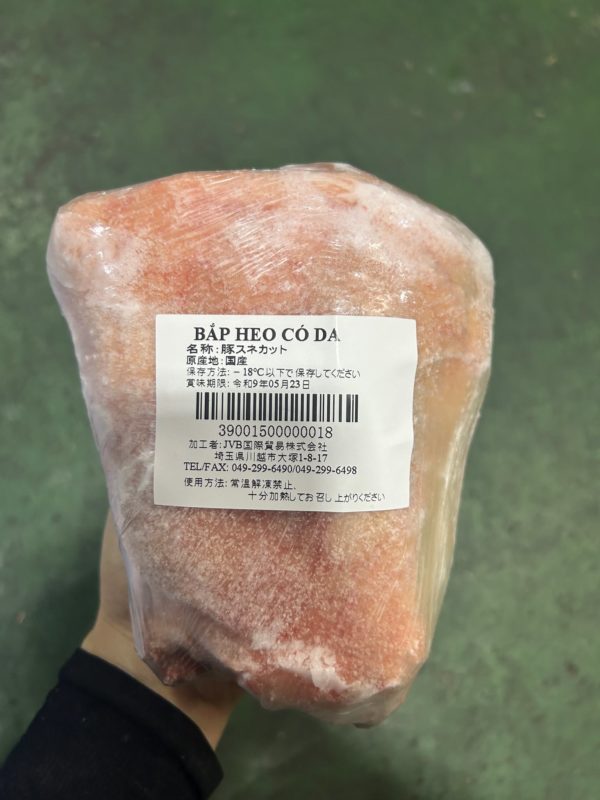 BẮP HEO CÓ DA
名称: 豚スネカット
原産地: 国産
保存方法: －18℃以下で保存してください
賞味期限: 令和9年05月23日
39001500000018
加工者: JVB国際貿易株式会社
埼玉県川越市大塚1-8-17
TEL/FAX: 049-299-6490/049-299-6498
使用方法: 常温解凍禁止、
十分加熱してお召し上がりください